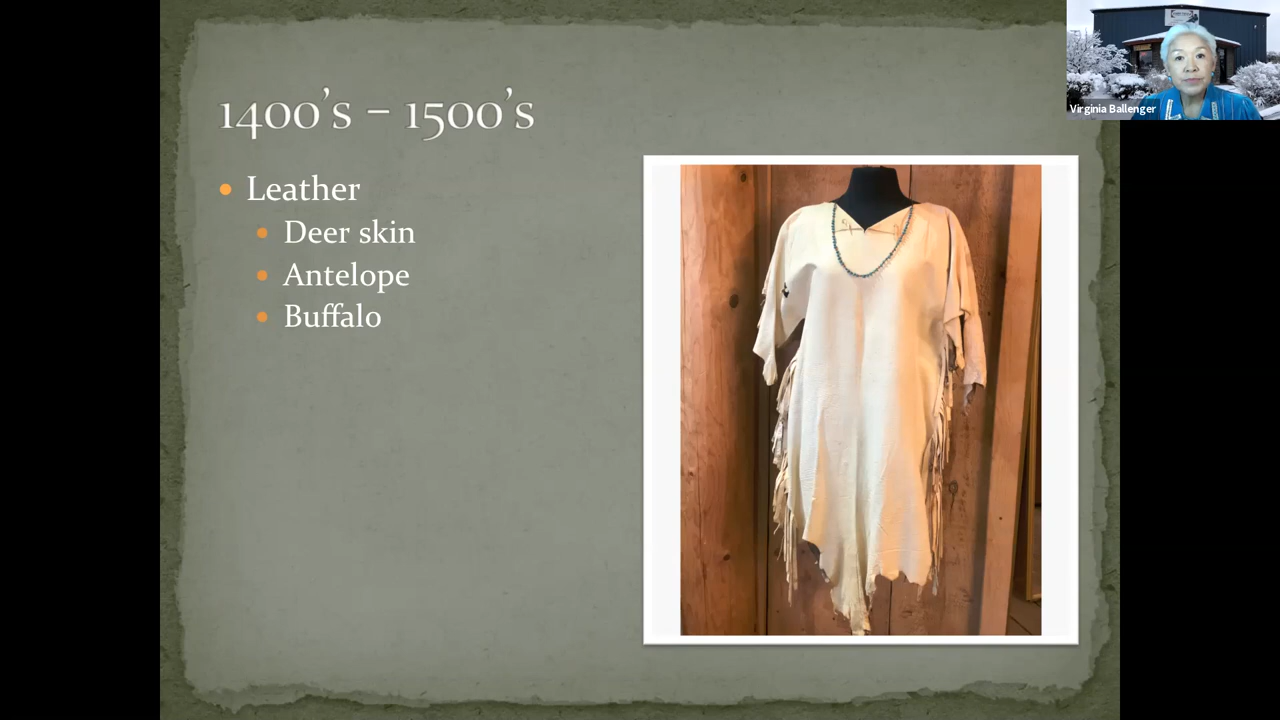 1400's – 1500's
Leather
Deer skin
Antelope
Buffalo
Virginia Ballenger